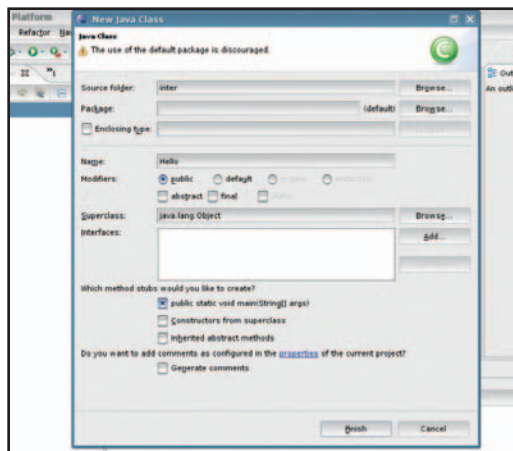 Platform
Refactor
New Java Class
Java Class
The use of the default package is discouraged.
Source folder: inter Browse...
Package: (default) Browse...
Enclosing type:
Name: Hello
Modifiers: public default
abstract final
Superclass: java.lang.Object Browse...
Interfaces: Add...
Which method stubs would you like to create?
public static void main(String[] args)
Constructors from superclass
Inherited abstract methods
Do you want to add comments as configured in the properties of the current project?
Generate comments
Finish Cancel
An outli